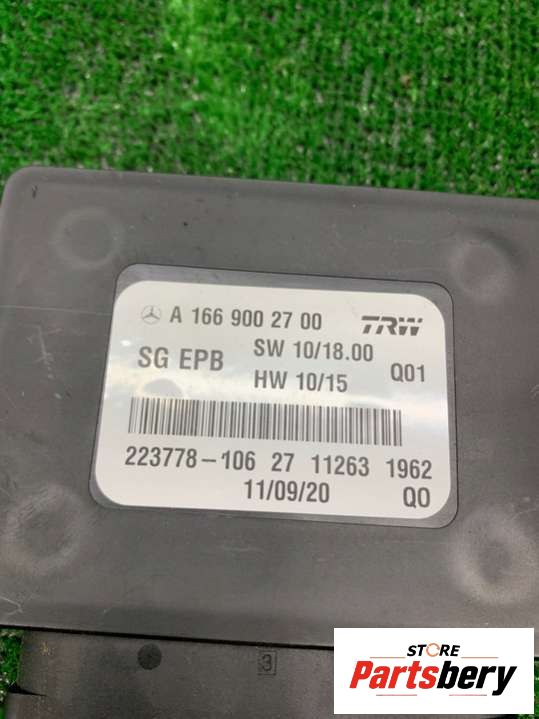 A 166 900 27 00 TRW
SG EPB SW 10/18.00 Q01
HW 10/15
223778-106 27 11263 1962
11/09/20 Q0
3
STORE
Partsbery